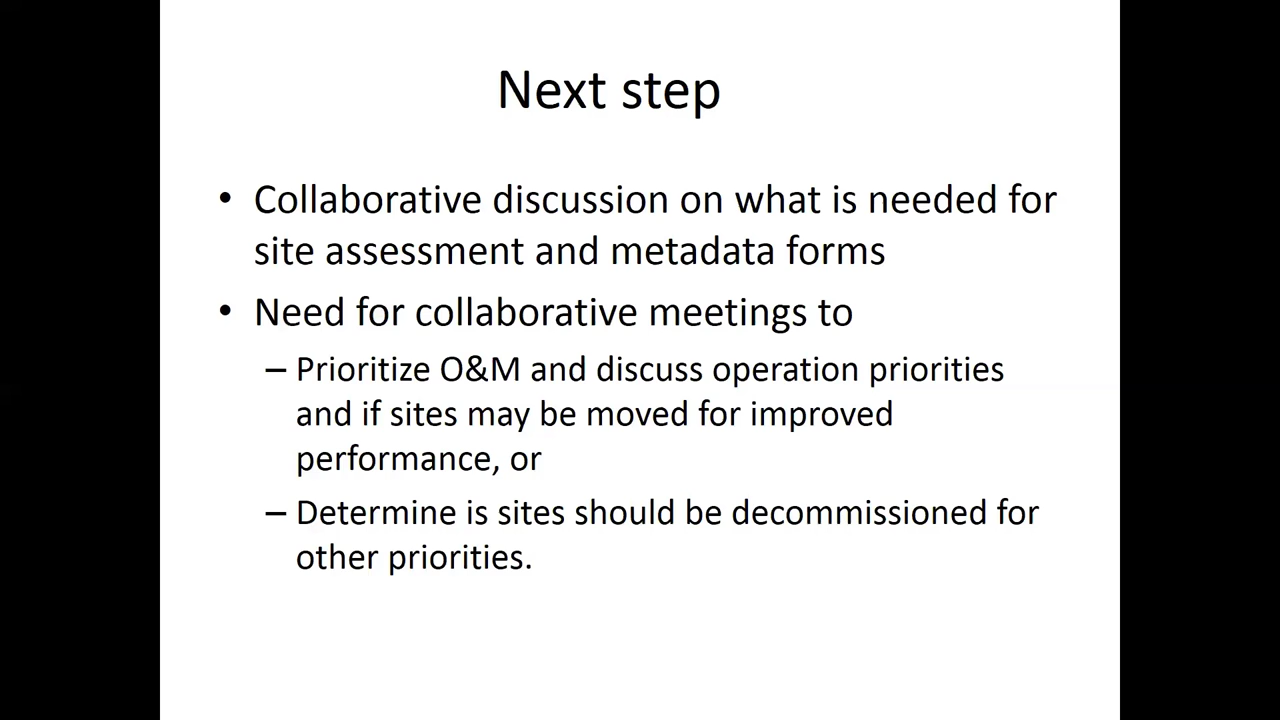 Next step
• Collaborative discussion on what is needed for
site assessment and metadata forms
• Need for collaborative meetings to
– Prioritize O&M and discuss operation priorities
and if sites may be moved for improved
performance, or
– Determine is sites should be decommissioned for
other priorities.